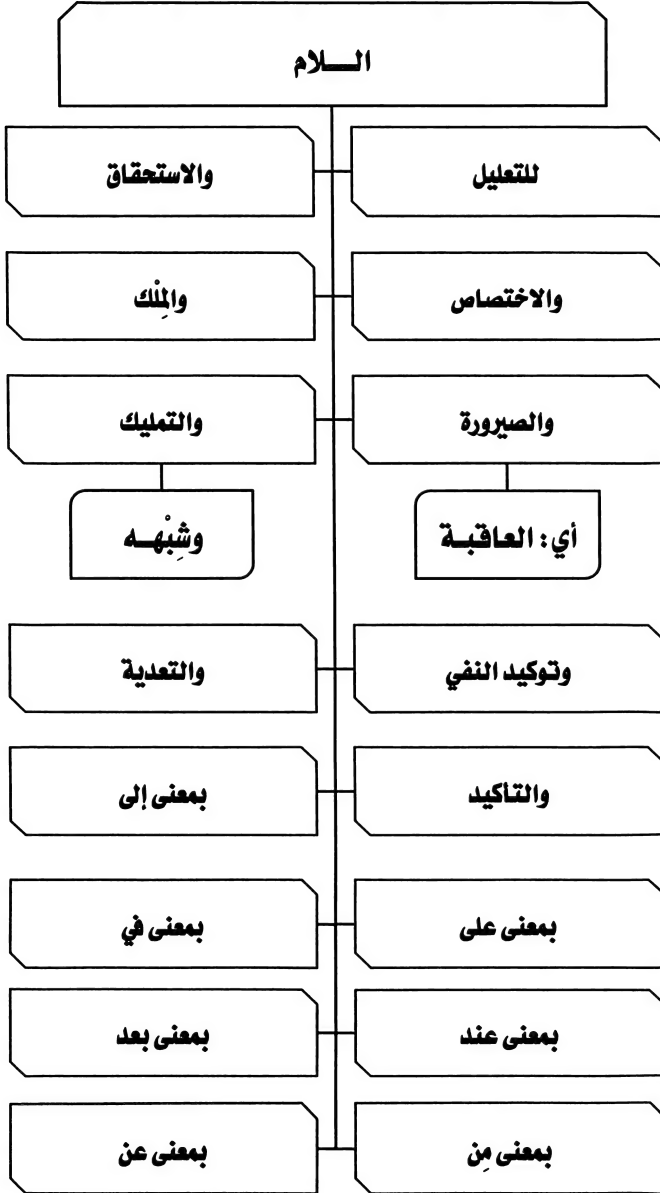 الـــلام
للتعليل
والاستحقاق
والاختصاص
والمِلْك
والصيرورة
والتمليك
أي: العاقبـة
وشِبْهـه
وتوكيد النفي
والتعدية
والتأكيد
بمعنى إلى
بمعنى على
بمعنى في
بمعنى عند
بمعنى بعد
بمعنى مِن
بمعنى عن